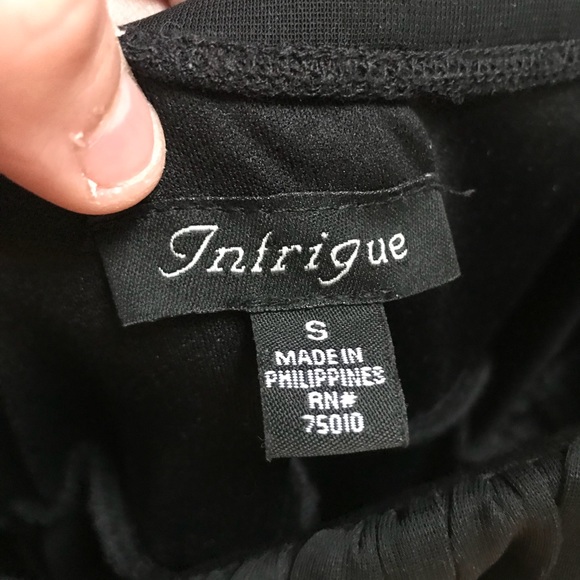 Intrigue
S
MADE IN
PHILIPPINES
RN#
75010